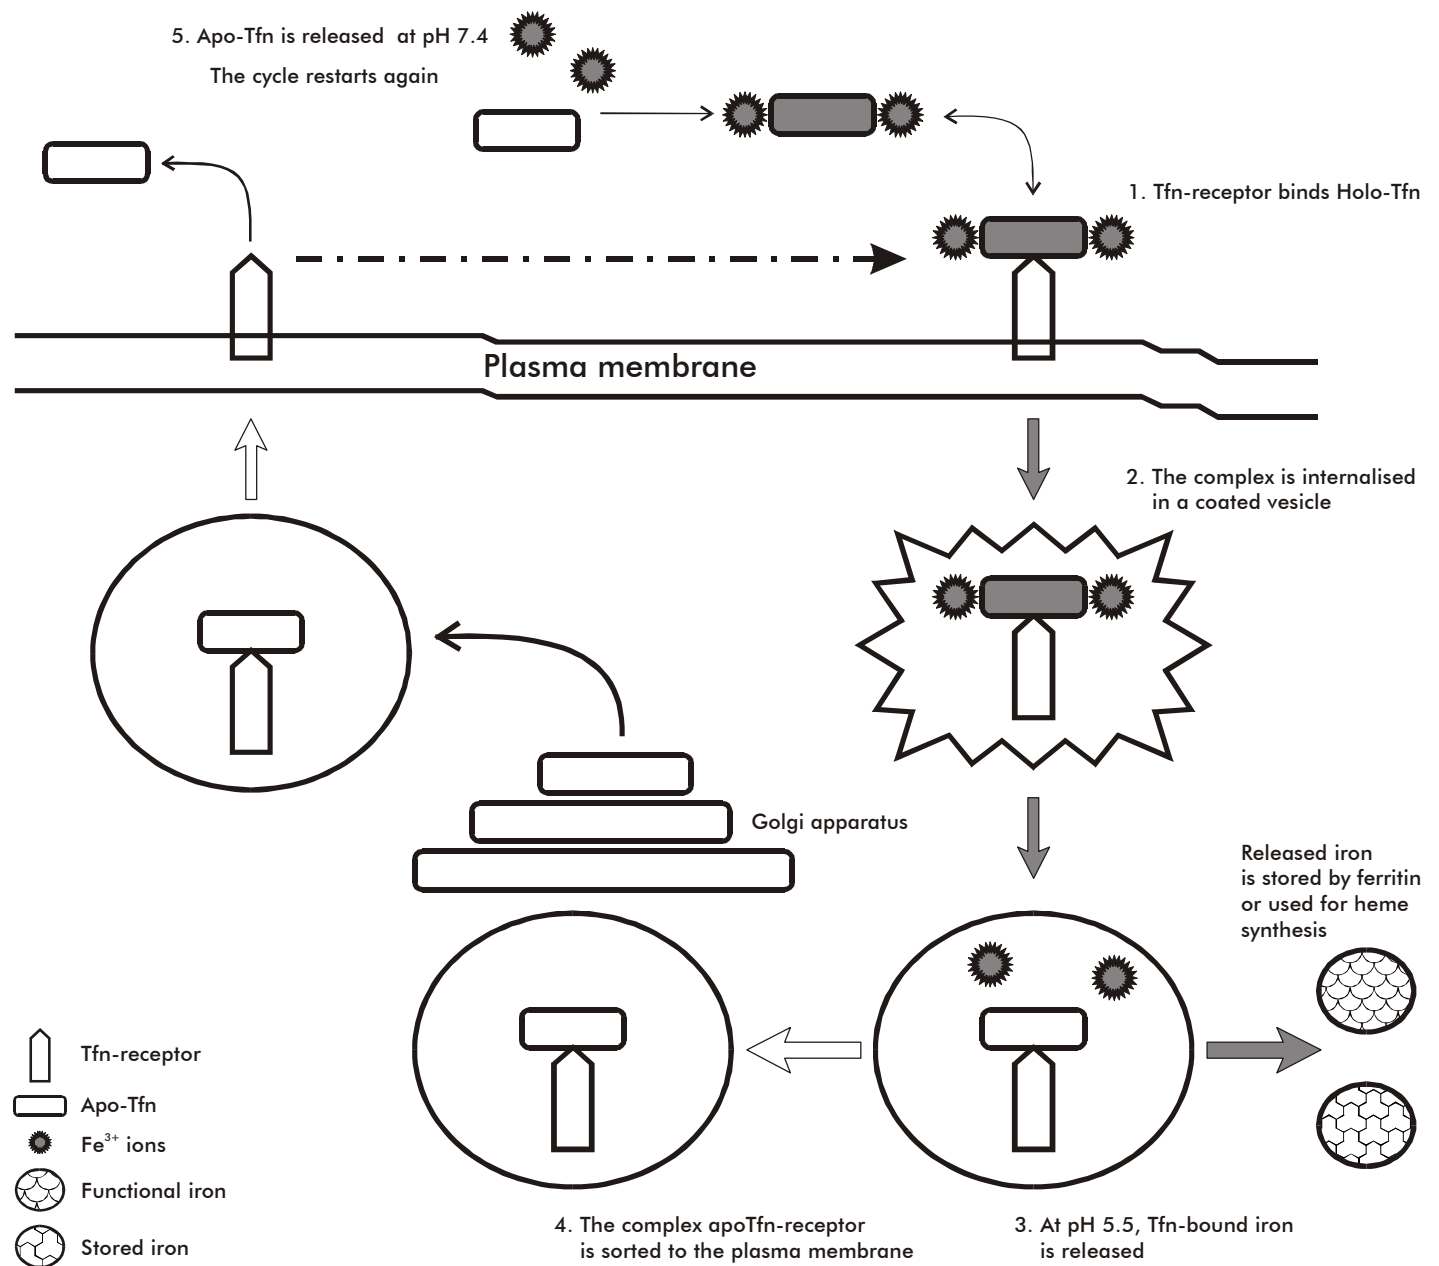 5. Apo-Tfn is released at pH 7.4
The cycle restarts again
1. Tfn-receptor binds Holo-Tfn
Plasma membrane
2. The complex is internalised
in a coated vesicle
Golgi apparatus
Released iron
is stored by ferritin
or used for heme
synthesis
Tfn-receptor
Apo-Tfn
Fe³⁺ ions
Functional iron
Stored iron
4. The complex apoTfn-receptor
is sorted to the plasma membrane
3. At pH 5.5, Tfn-bound iron
is released